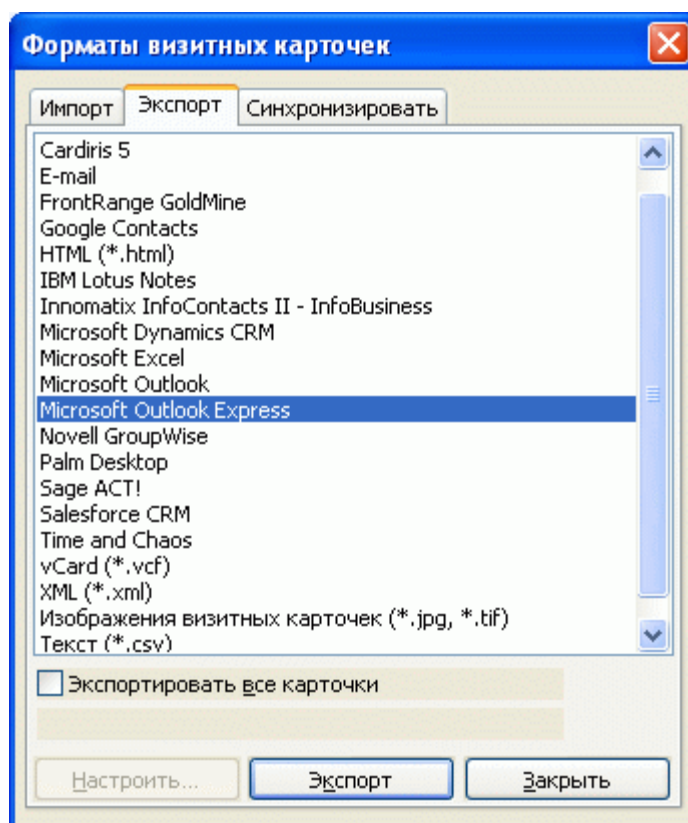 Форматы визитных карточек
Импорт Экспорт Синхронизировать
Cardiris 5
E-mail
FrontRange GoldMine
Google Contacts
HTML (*.html)
IBM Lotus Notes
Innomatix InfoContacts II - InfoBusiness
Microsoft Dynamics CRM
Microsoft Excel
Microsoft Outlook
Microsoft Outlook Express
Novell GroupWise
Palm Desktop
Sage ACT!
Salesforce CRM
Time and Chaos
vCard (*.vcf)
XML (*.xml)
Изображения визитных карточек (*.jpg, *.tif)
Текст (*.csv)
Экспортировать все карточки
Настроить... Экспорт Закрыть